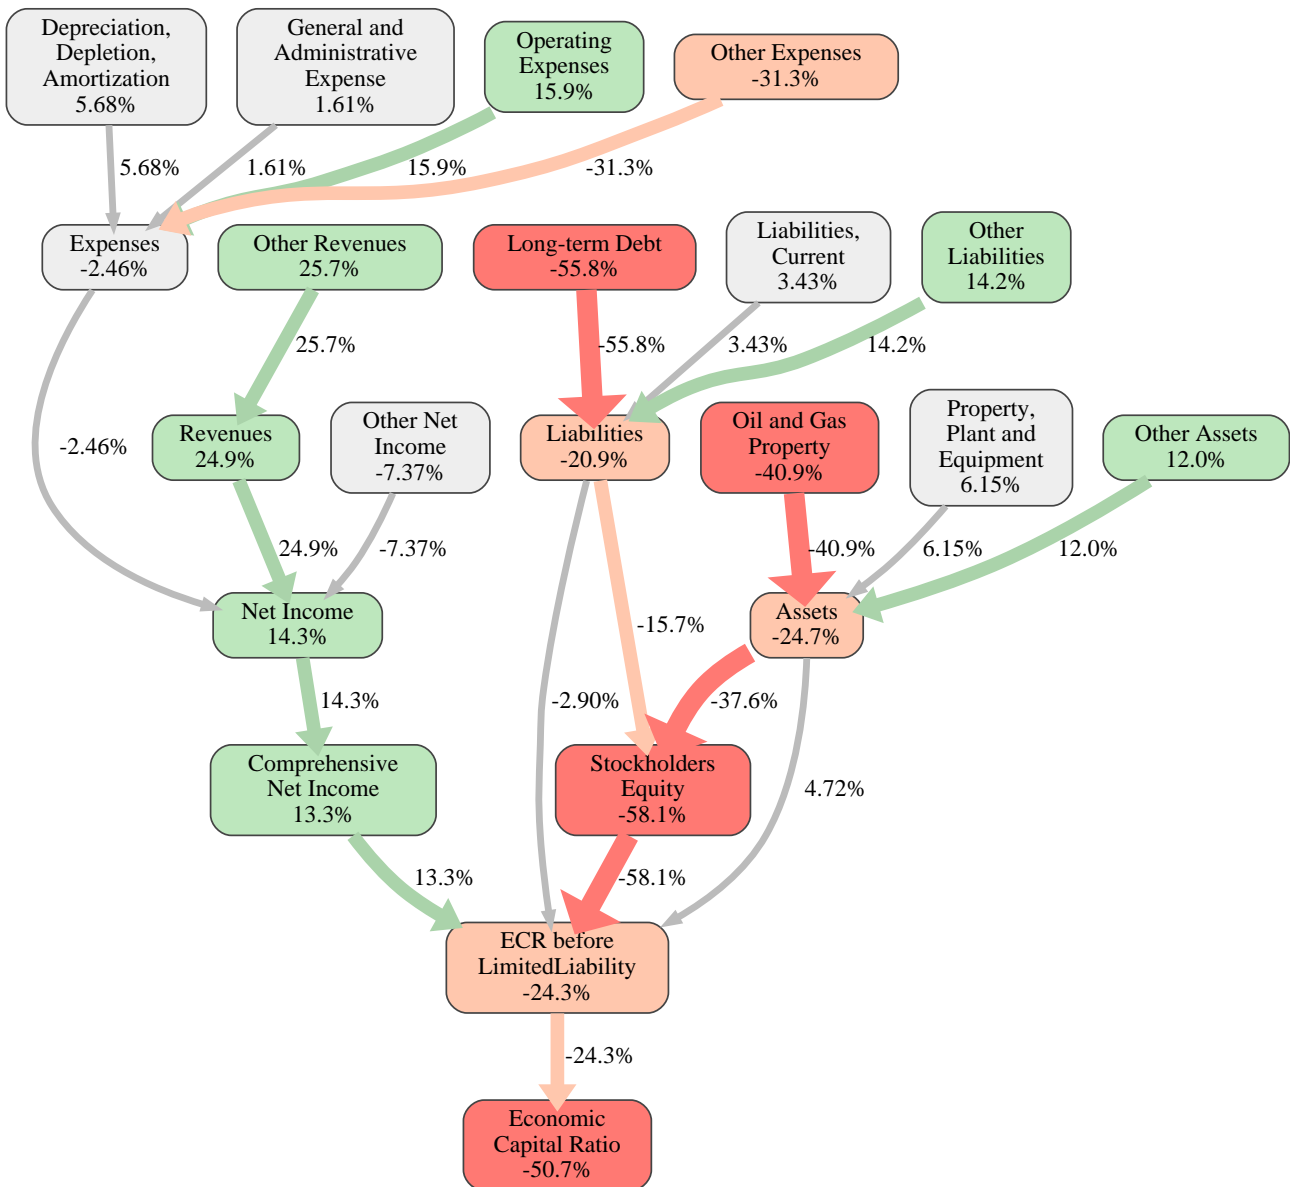 Depreciation,
Depletion,
Amortization
5.68%
General and
Administrative
Expense
1.61%
Operating
Expenses
15.9%
Other Expenses
-31.3%
5.68%
1.61%
15.9%
-31.3%
Expenses
-2.46%
Other Revenues
25.7%
Long-term Debt
-55.8%
Liabilities,
Current
3.43%
Other
Liabilities
14.2%
25.7%
-55.8%
3.43%
14.2%
-2.46%
Revenues
24.9%
Other Net
Income
-7.37%
Liabilities
-20.9%
Oil and Gas
Property
-40.9%
Property,
Plant and
Equipment
6.15%
Other Assets
12.0%
24.9%
-7.37%
-40.9%
6.15%
12.0%
Net Income
14.3%
-15.7%
Assets
-24.7%
14.3%
-2.90%
-37.6%
Comprehensive
Net Income
13.3%
Stockholders
Equity
-58.1%
4.72%
13.3%
-58.1%
ECR before
LimitedLiability
-24.3%
-24.3%
Economic
Capital Ratio
-50.7%